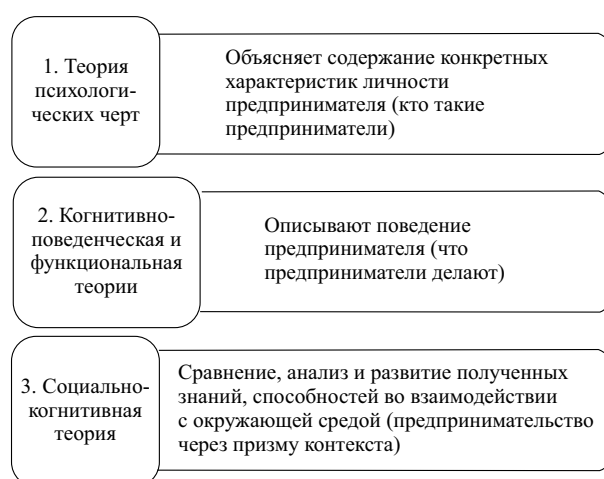 1. Теория
психологи-
ческих черт
Объясняет содержание конкретных
характеристик личности
предпринимателя (кто такие
предприниматели)
2. Когнитивно-
поведенческая и
функциональная
теории
Описывают поведение
предпринимателя (что
предприниматели делают)
3. Социально-
когнитивная
теория
Сравнение, анализ и развитие полученных
знаний, способностей во взаимодействии
с окружающей средой (предпринимательство
через призму контекста)